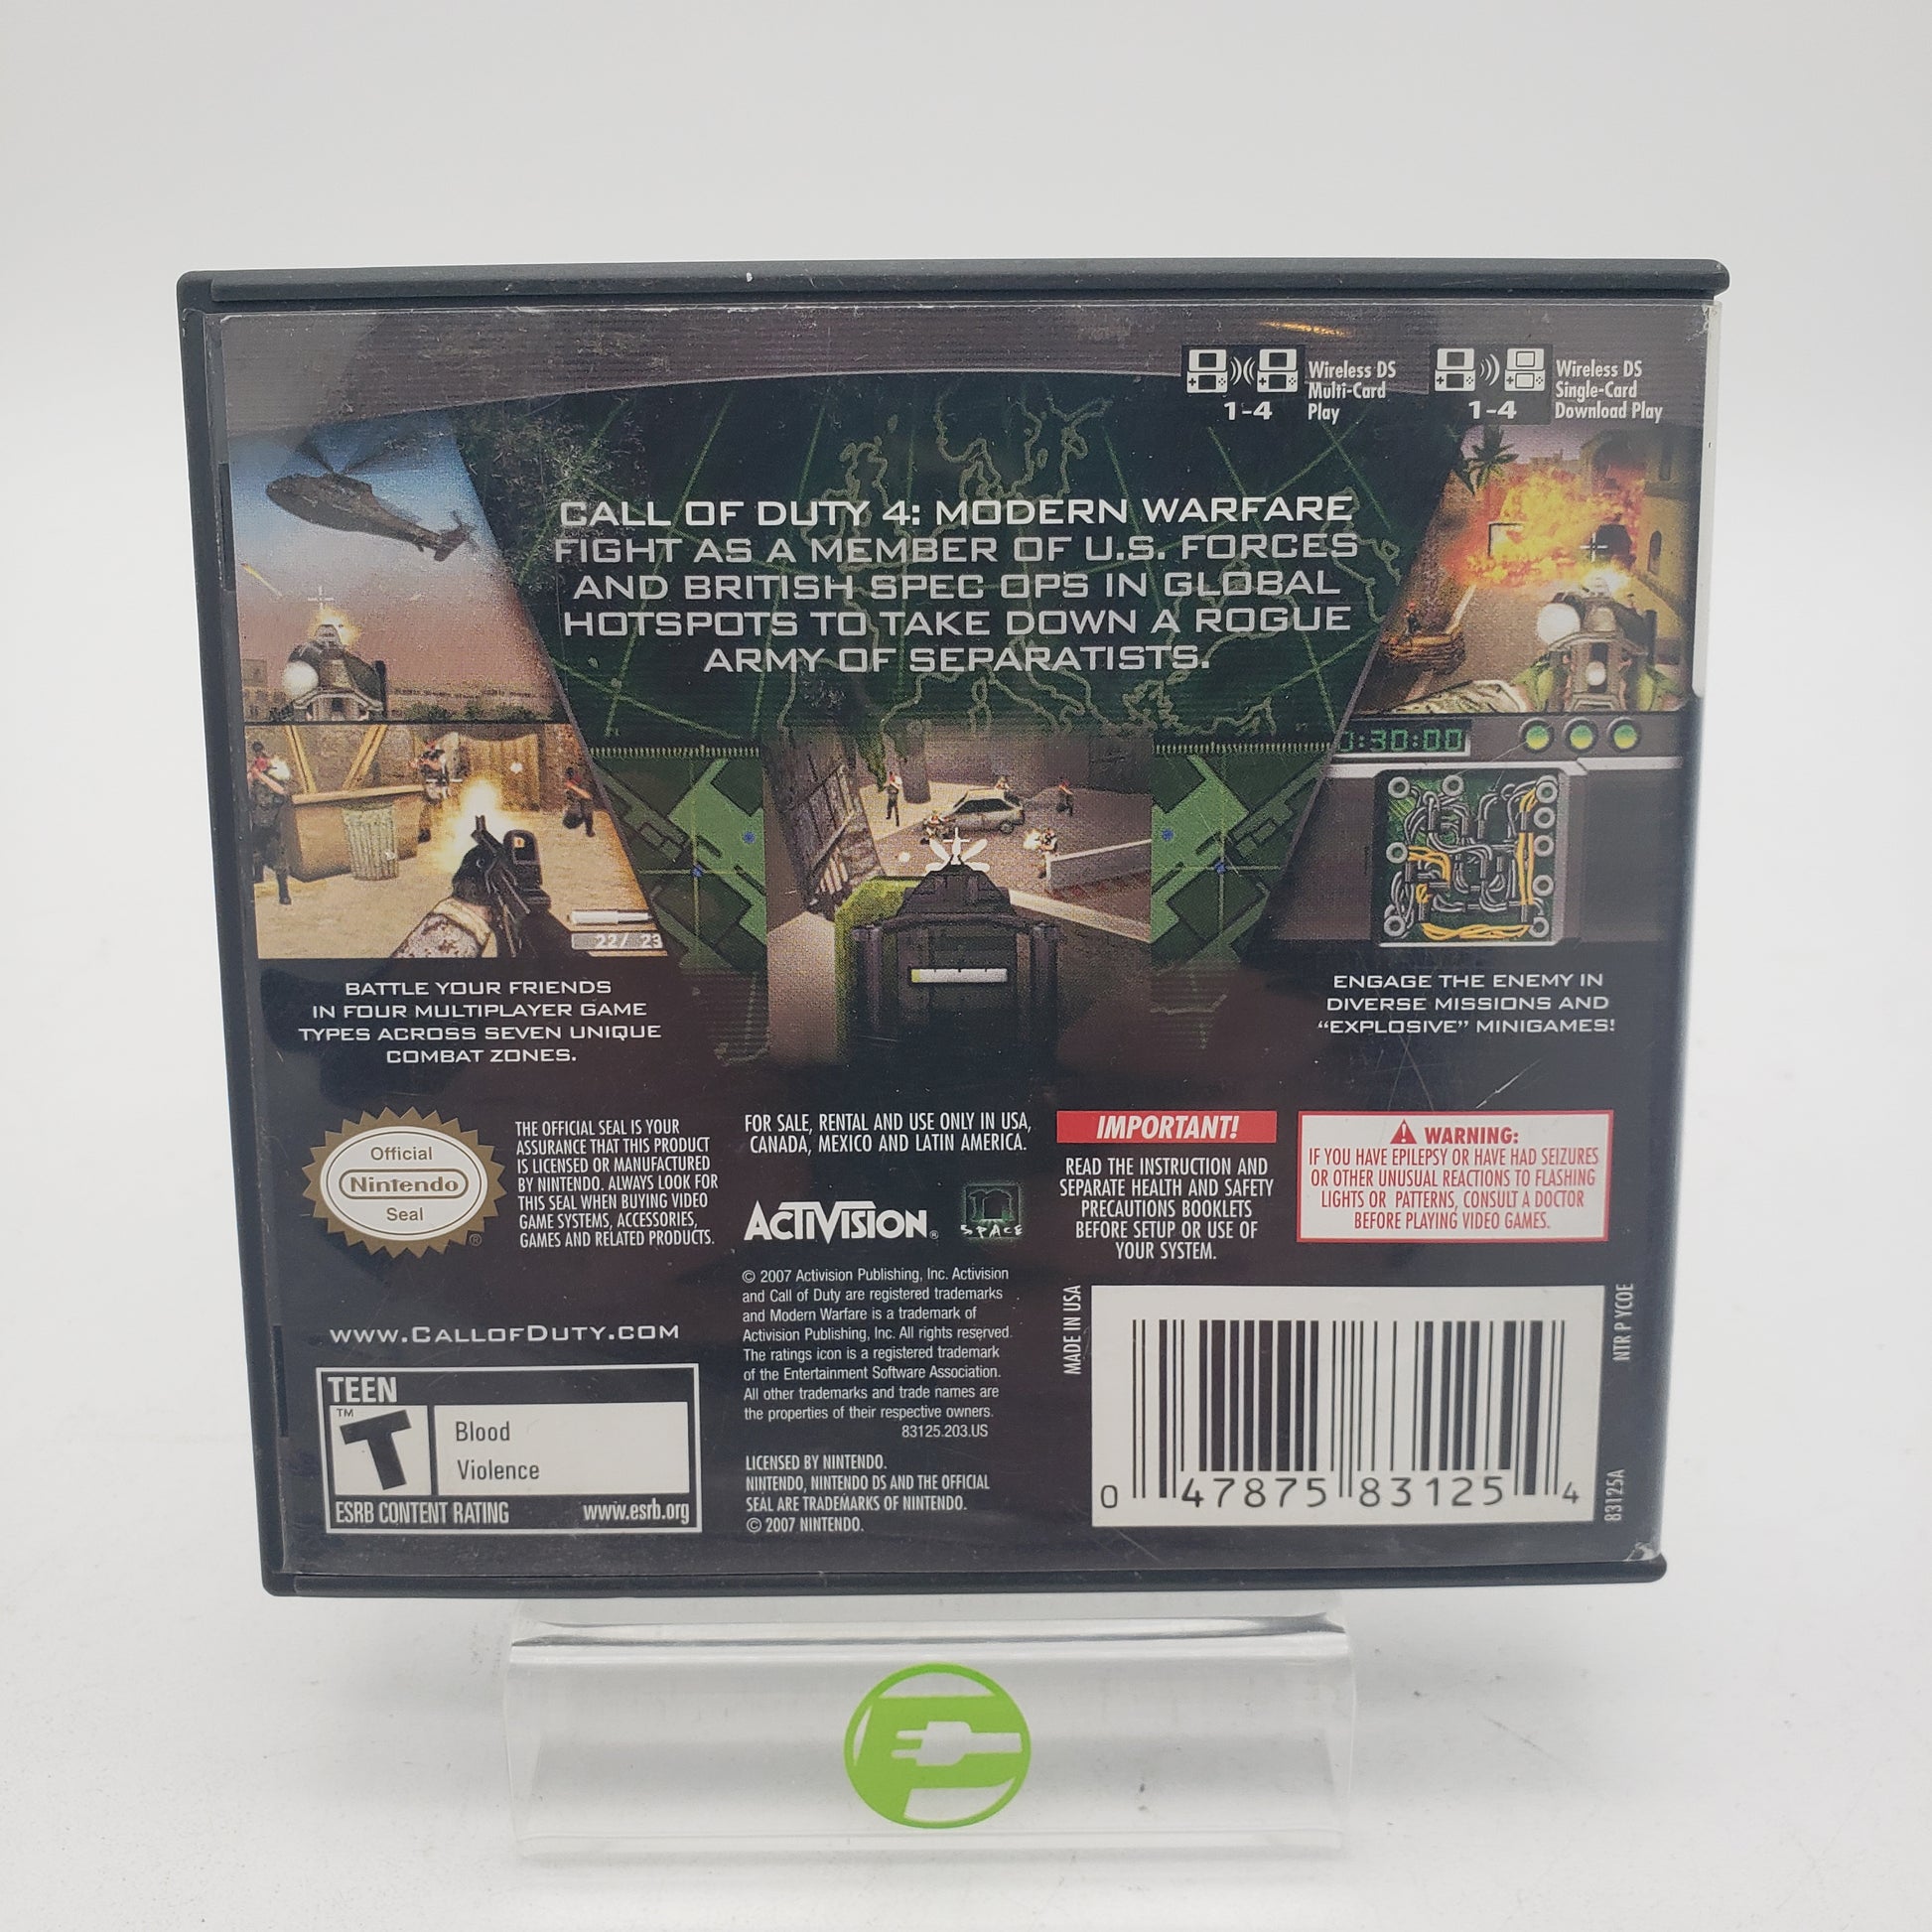 Wireless DS
Multi-Card
Play
1-4
Wireless DS
Single-Card
Download Play
1-4
CALL OF DUTY 4: MODERN WARFARE
FIGHT AS A MEMBER OF U.S. FORCES
AND BRITISH SPEC OPS IN GLOBAL
HOTSPOTS TO TAKE DOWN A ROGUE
ARMY OF SEPARATISTS.
:30:00
22/ 23
BATTLE YOUR FRIENDS
IN FOUR MULTIPLAYER GAME
TYPES ACROSS SEVEN UNIQUE
COMBAT ZONES.
ENGAGE THE ENEMY IN
DIVERSE MISSIONS AND
“EXPLOSIVE” MINIGAMES!
Official
Nintendo
Seal
®
THE OFFICIAL SEAL IS YOUR
ASSURANCE THAT THIS PRODUCT
IS LICENSED OR MANUFACTURED
BY NINTENDO. ALWAYS LOOK FOR
THIS SEAL WHEN BUYING VIDEO
GAME SYSTEMS, ACCESSORIES,
GAMES AND RELATED PRODUCTS.
FOR SALE, RENTAL AND USE ONLY IN USA,
CANADA, MEXICO AND LATIN AMERICA.
ACTIVISION®
n
SPACE
IMPORTANT!
READ THE INSTRUCTION AND
SEPARATE HEALTH AND SAFETY
PRECAUTIONS BOOKLETS
BEFORE SETUP OR USE OF
YOUR SYSTEM.
WARNING:
IF YOU HAVE EPILEPSY OR HAVE HAD SEIZURES
OR OTHER UNUSUAL REACTIONS TO FLASHING
LIGHTS OR PATTERNS, CONSULT A DOCTOR
BEFORE PLAYING VIDEO GAMES.
www.CallofDuty.com
TEEN
T
™
Blood
Violence
ESRB CONTENT RATING www.esrb.org
© 2007 Activision Publishing, Inc. Activision
and Call of Duty are registered trademarks
and Modern Warfare is a trademark of
Activision Publishing, Inc. All rights reserved.
The ratings icon is a registered trademark
of the Entertainment Software Association.
All other trademarks and trade names are
the properties of their respective owners.
83125.203.US
LICENSED BY NINTENDO.
NINTENDO, NINTENDO DS AND THE OFFICIAL
SEAL ARE TRADEMARKS OF NINTENDO.
© 2007 NINTENDO.
MADE IN USA
0 47875 83125 4
NTR P YCOE
83125A